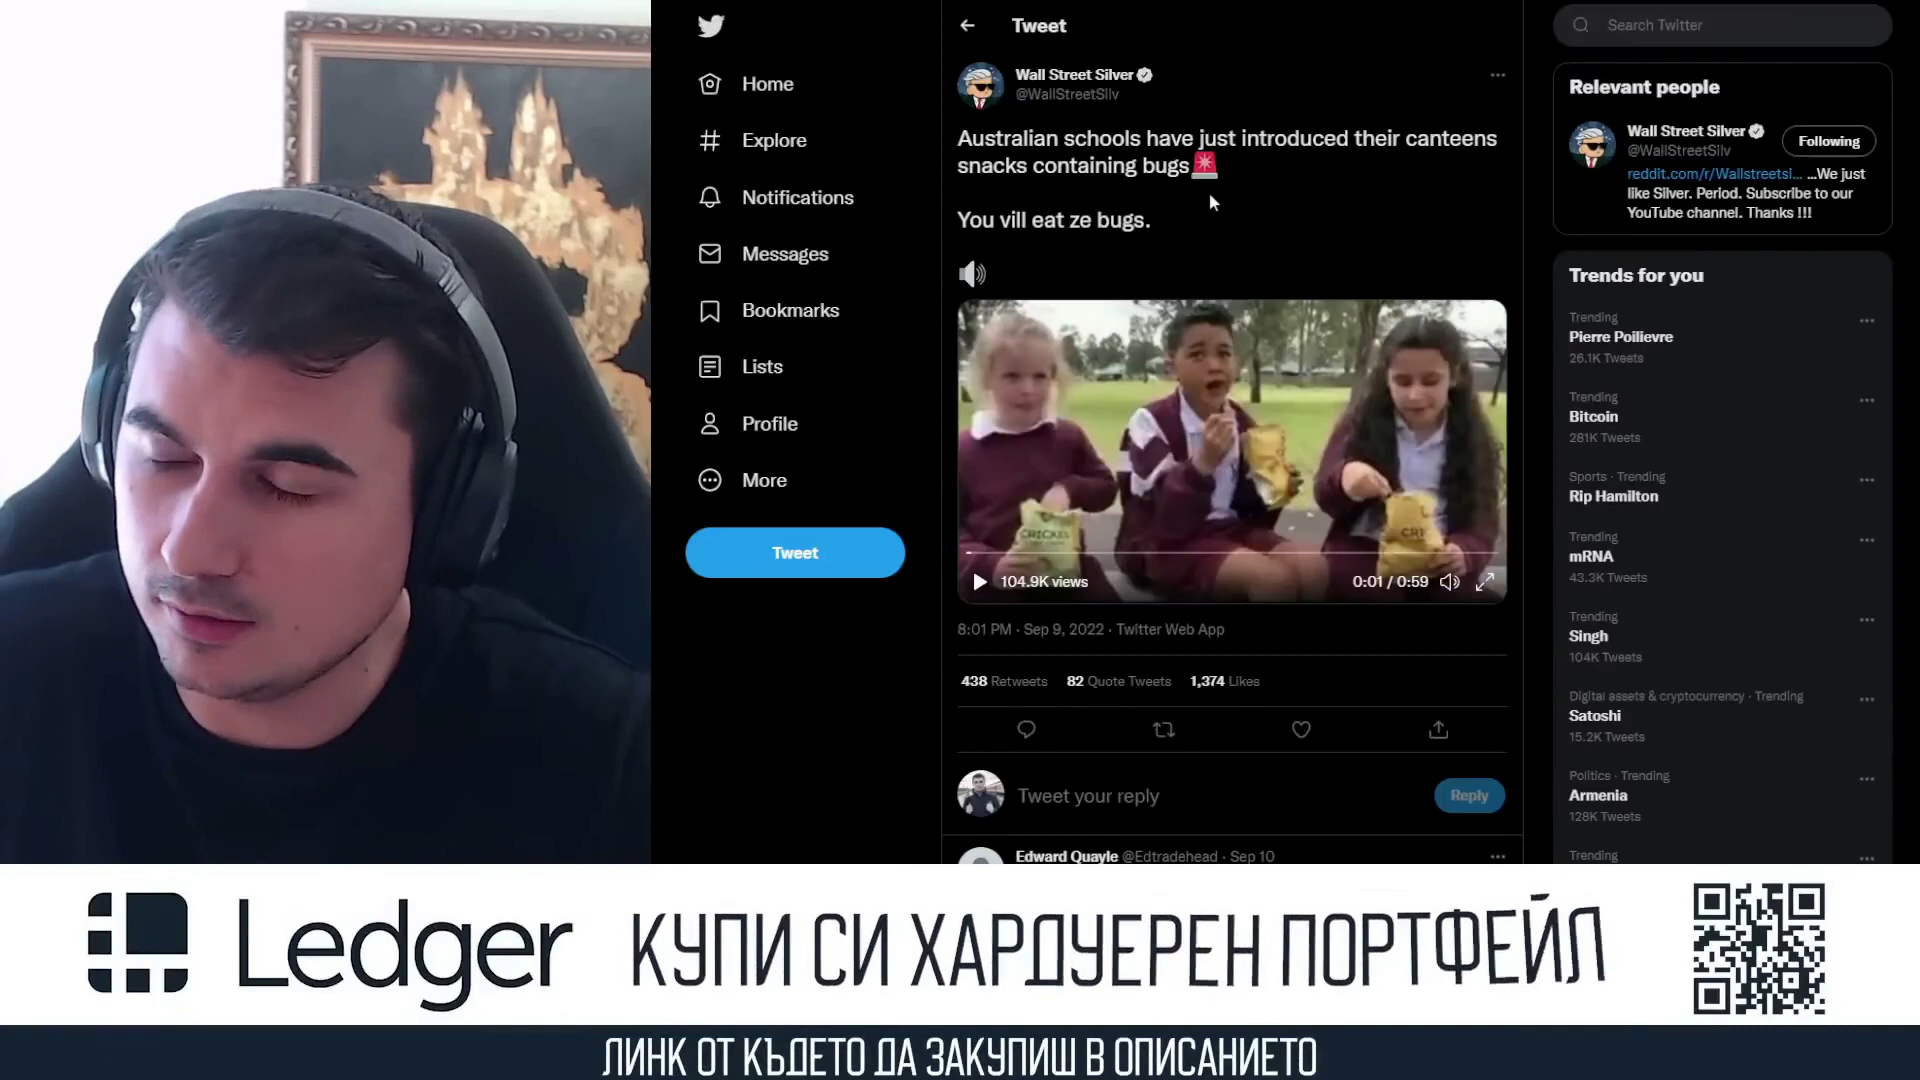 Home
Explore
Notifications
Messages
Bookmarks
Lists
Profile
More
Tweet
Tweet
Wall Street Silver
@WallStreetSilv
Australian schools have just introduced their canteens
snacks containing bugs🚨
You vill eat ze bugs.
🔊
CRICKET
CRI
104.9K views
0:01 / 0:59
8:01 PM · Sep 9, 2022 · Twitter Web App
438 Retweets 82 Quote Tweets 1,374 Likes
Tweet your reply
Reply
Edward Quayle @Edtradehead · Sep 10
Search Twitter
Relevant people
Wall Street Silver
@WallStreetSilv
Following
reddit.com/r/Wallstreetsi... ...We just
like Silver. Period. Subscribe to our
YouTube channel. Thanks !!!
Trends for you
Trending
Pierre Poilievre
26.1K Tweets
Trending
Bitcoin
281K Tweets
Sports · Trending
Rip Hamilton
Trending
mRNA
43.3K Tweets
Trending
Singh
104K Tweets
Digital assets & cryptocurrency · Trending
Satoshi
15.2K Tweets
Politics · Trending
Armenia
128K Tweets
Trending
Ledger
КУПИ СИ ХАРДУЕРЕН ПОРТФЕЙЛ
ЛИНК ОТ КЪДЕТО ДА ЗАКУПИШ В ОПИСАНИЕТО